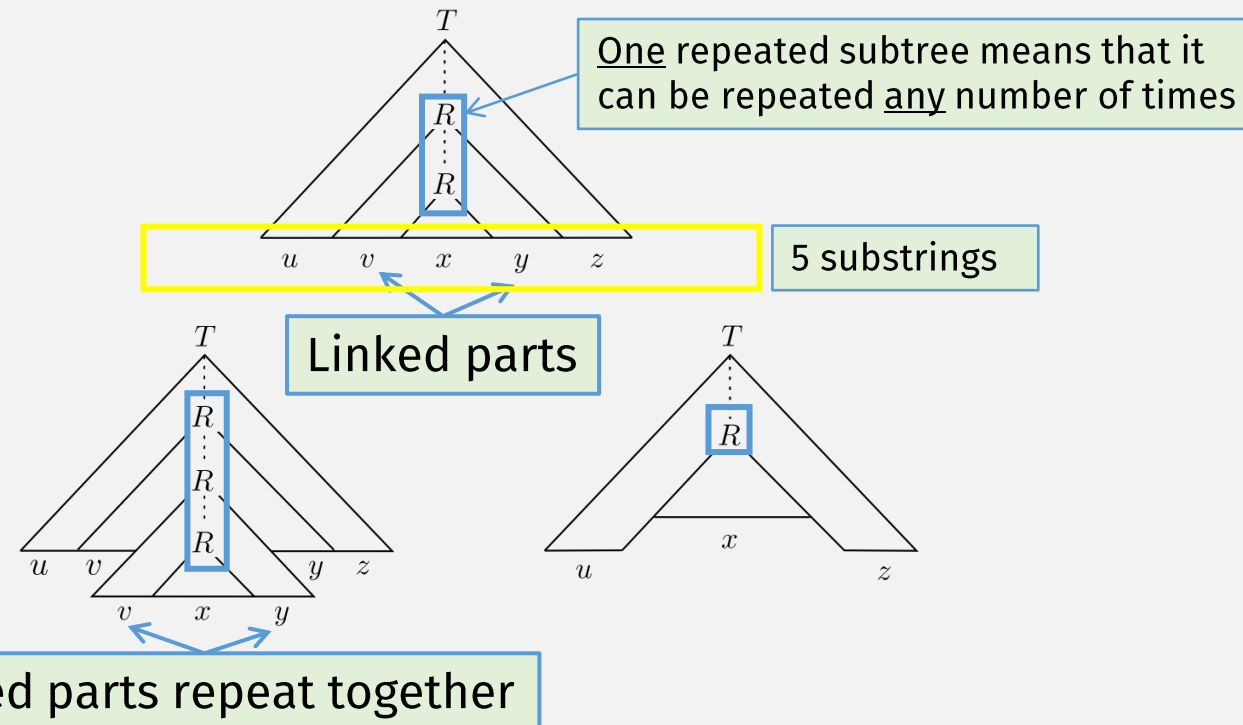 T
One repeated subtree means that it
can be repeated any number of times
R
R
u v x y z
5 substrings
Linked parts
T
R
R
R
u v y z
v x y
T
R
x
u z
ed parts repeat together